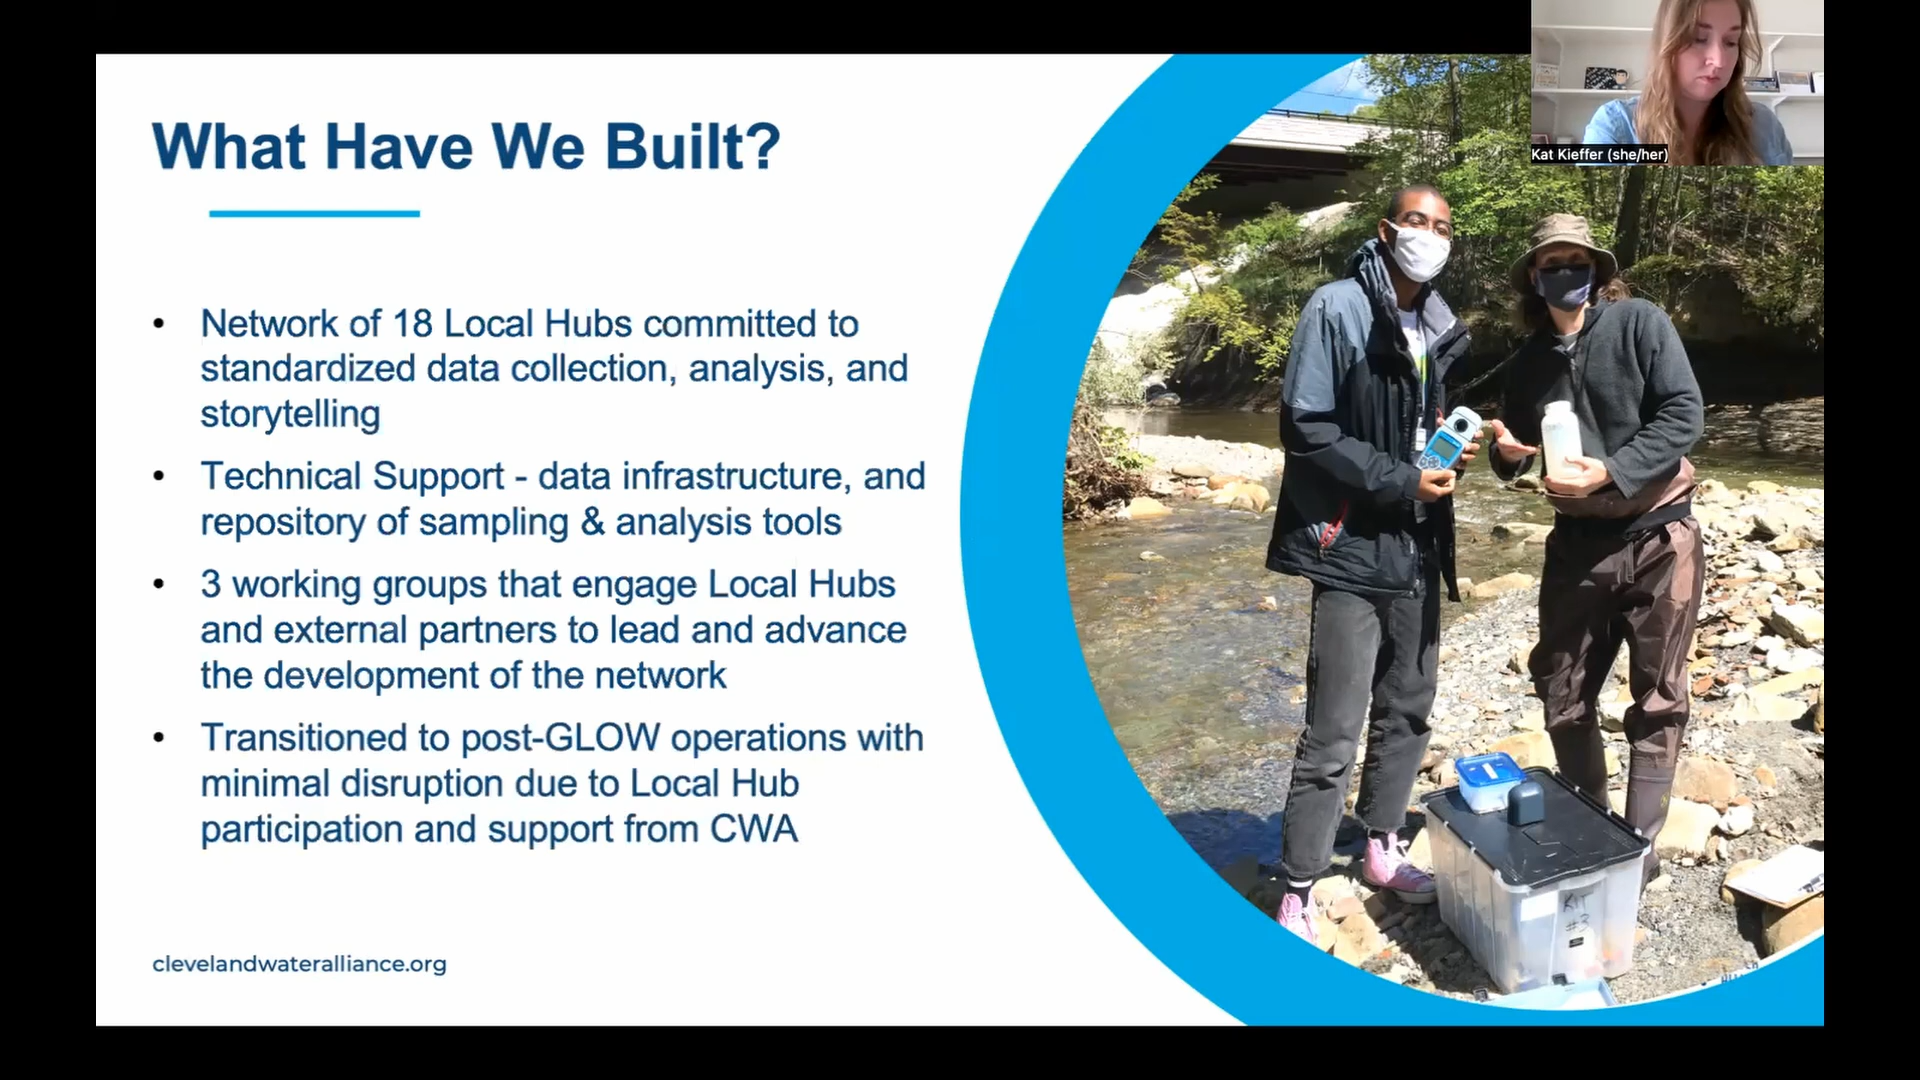 Kat Kieffer (she/her)
What Have We Built?
• Network of 18 Local Hubs committed to
standardized data collection, analysis, and
storytelling
• Technical Support - data infrastructure, and
repository of sampling & analysis tools
• 3 working groups that engage Local Hubs
and external partners to lead and advance
the development of the network
• Transitioned to post-GLOW operations with
minimal disruption due to Local Hub
participation and support from CWA
KIT
#3
clevelandwateralliance.org